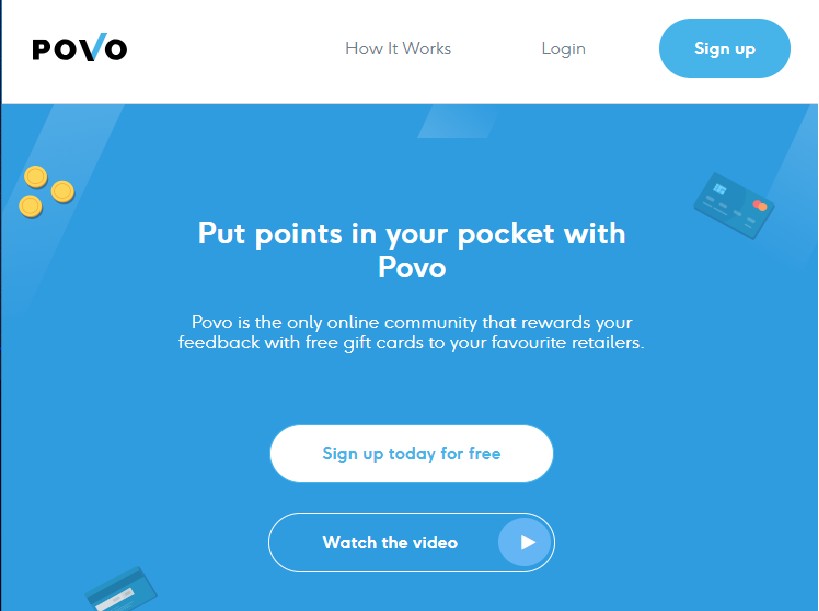 POVO
How It Works
Login
Sign up
Put points in your pocket with
Povo
Povo is the only online community that rewards your
feedback with free gift cards to your favourite retailers.
Sign up today for free
Watch the video